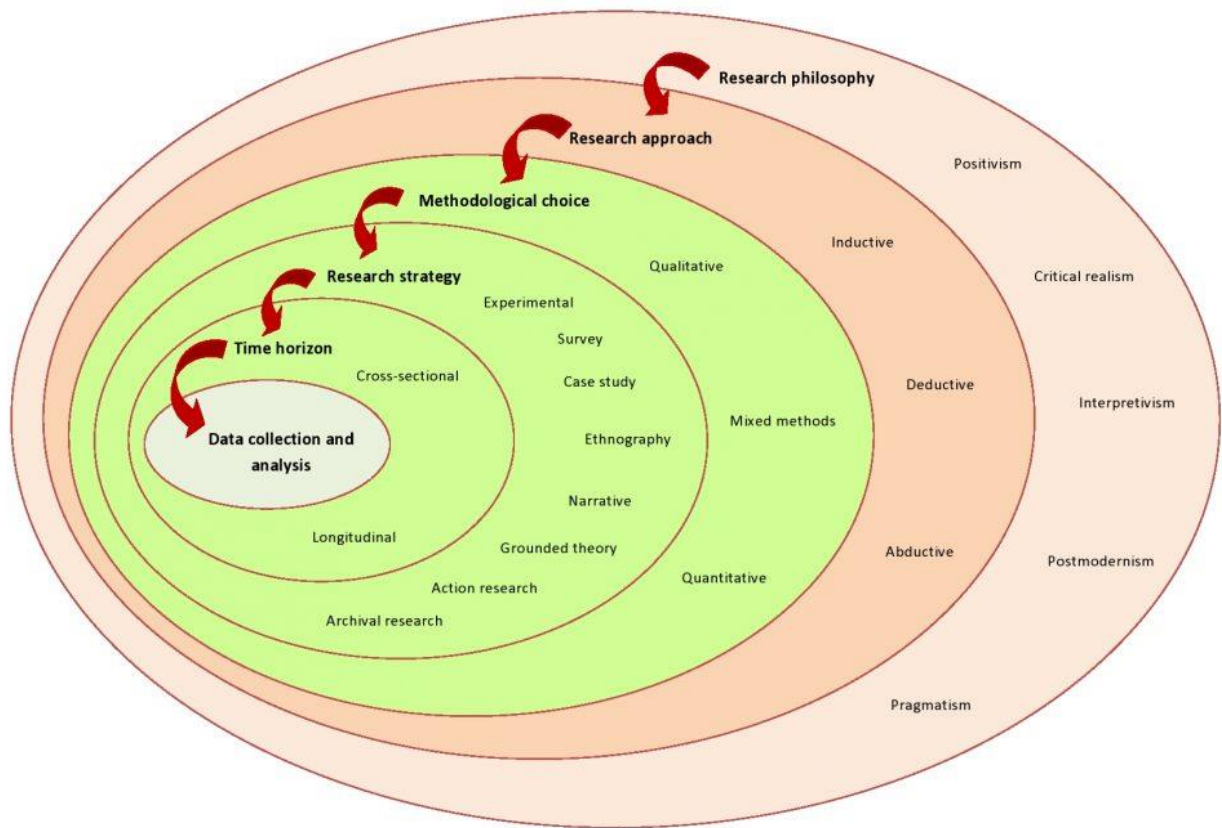 Research philosophy
Research approach
Positivism
Methodological choice
Inductive
Qualitative
Research strategy
Critical realism
Experimental
Survey
Time horizon
Cross-sectional
Case study
Deductive
Interpretivism
Mixed methods
Data collection and
analysis
Ethnography
Narrative
Longitudinal
Grounded theory
Abductive
Postmodernism
Quantitative
Action research
Archival research
Pragmatism